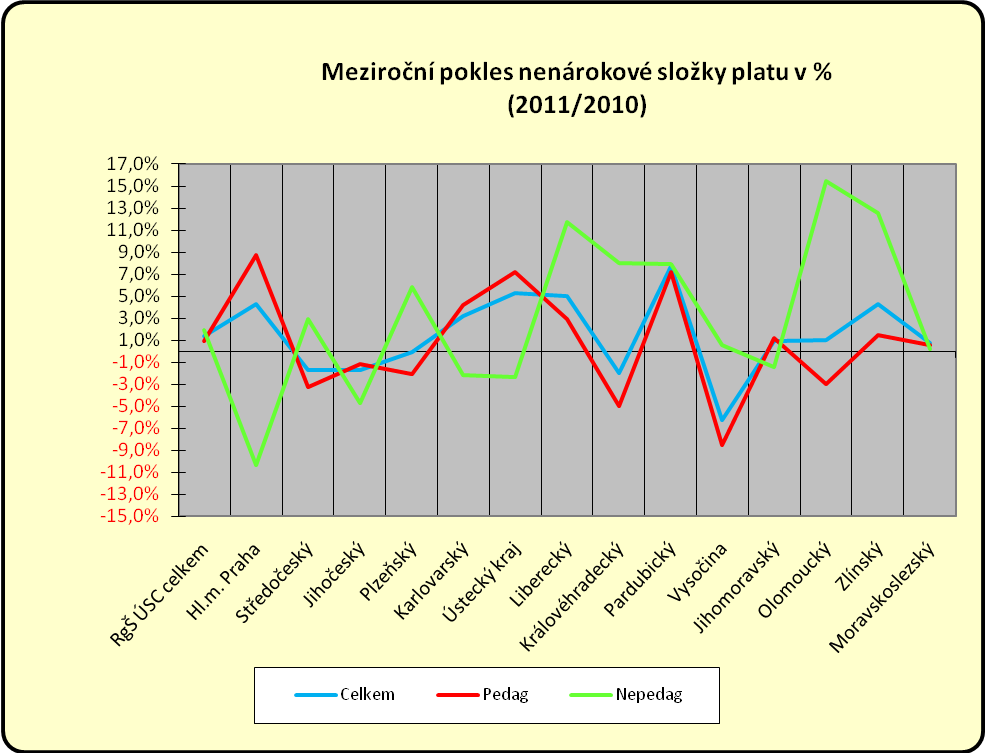 Meziroční pokles nenárokové složky platu v %
(2011/2010)
17,0%
15,0%
13,0%
11,0%
9,0%
7,0%
5,0%
3,0%
1,0%
-1,0%
-3,0%
-5,0%
-7,0%
-9,0%
-11,0%
-13,0%
-15,0%
RgŠ ÚSC celkem
Hl.m. Praha
Středočeský
Jihočeský
Plzeňský
Karlovarský
Ústecký kraj
Liberecký
Královéhradecký
Pardubický
Vysočina
Jihomoravský
Olomoucký
Zlínský
Moravskoslezský
Celkem Pedag Nepedag